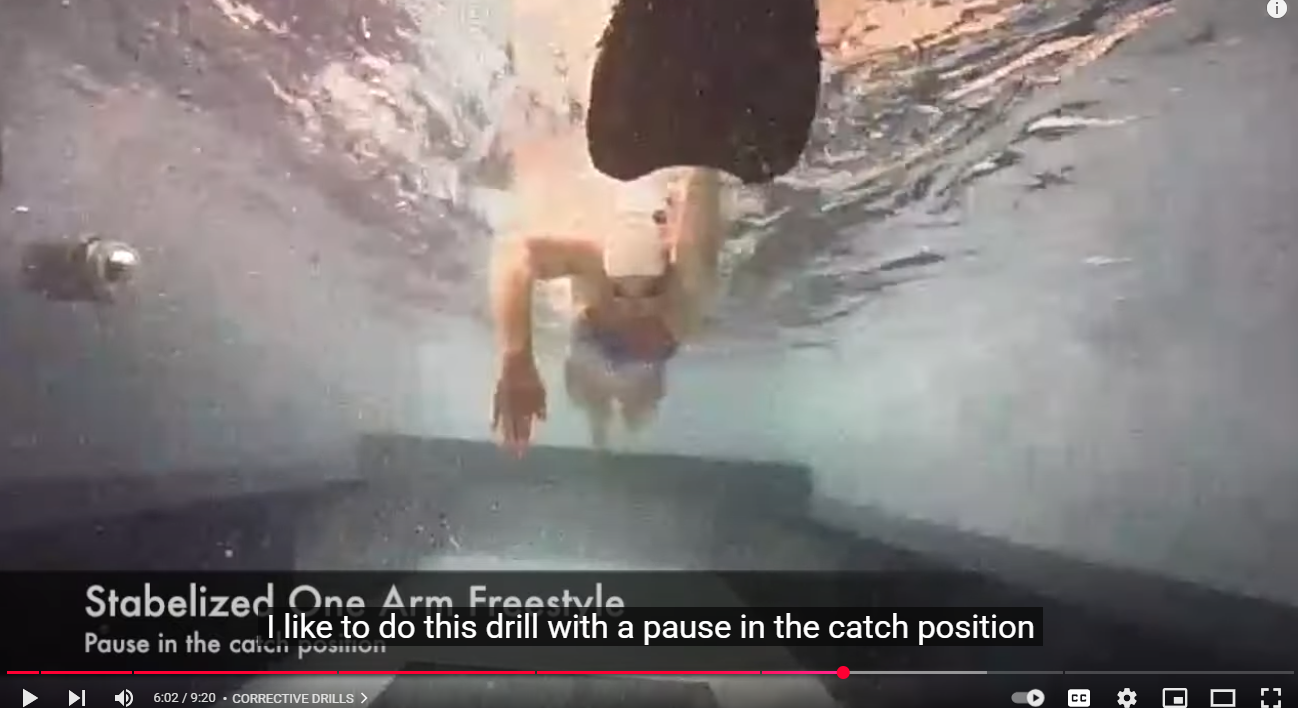 Stabelized One Arm Freestyle
I like to do this drill with a pause in the catch position
Pause in the catch position
6:02 / 9:20 • CORRECTIVE DRILLS >
CC
i